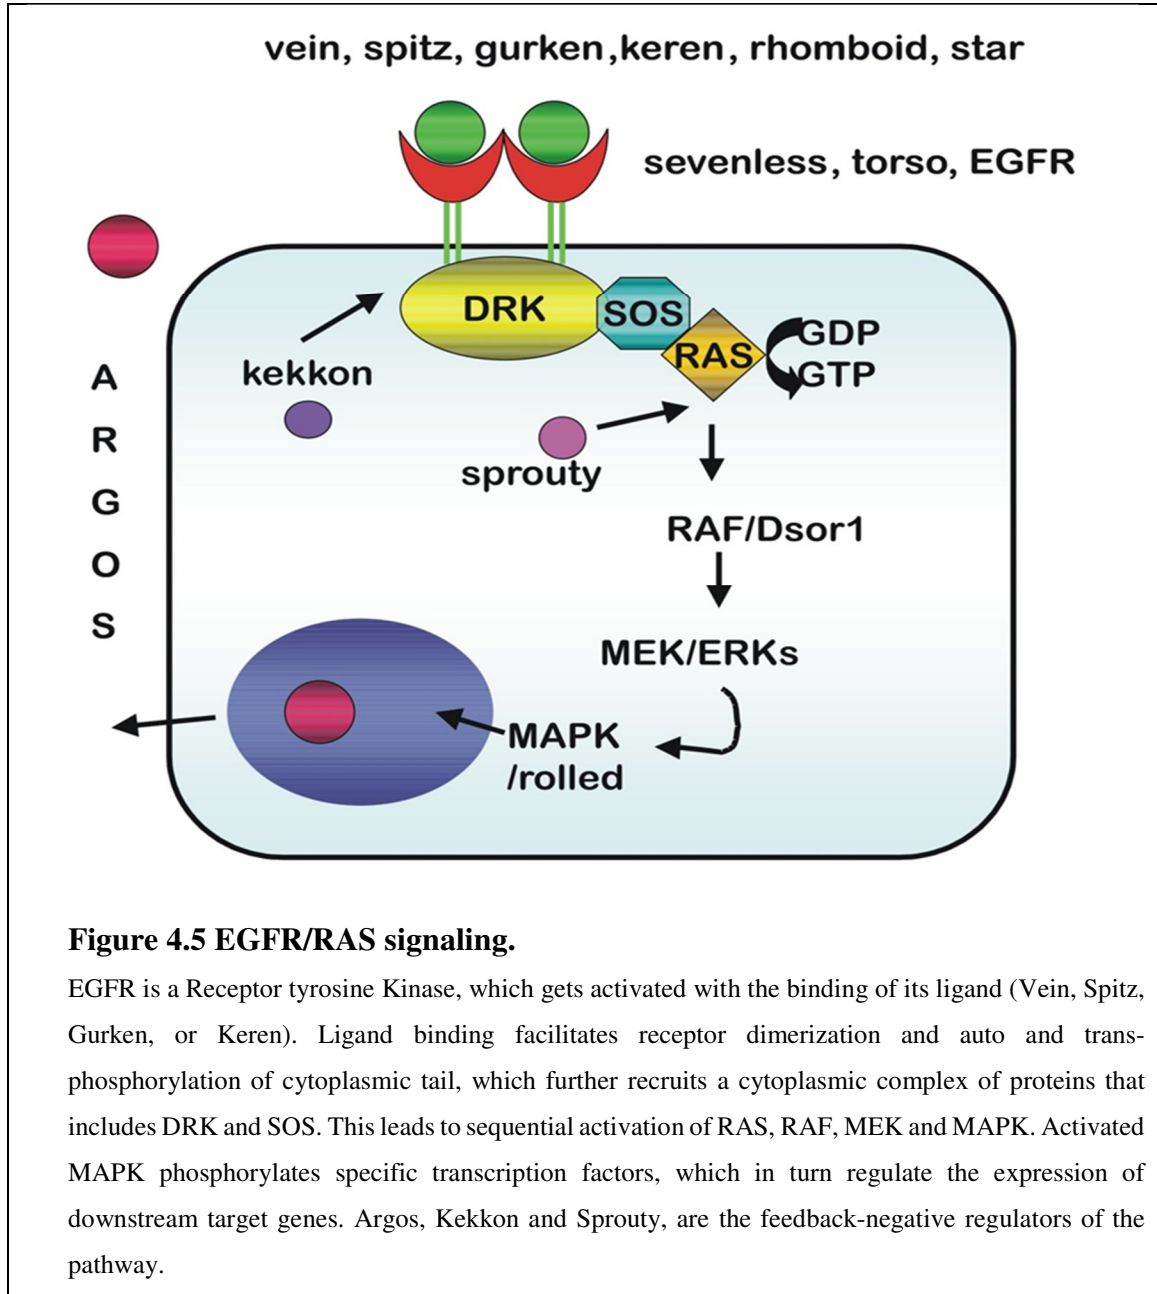 vein, spitz, gurken,keren, rhomboid, star
sevenless, torso, EGFR
DRK
SOS
RAS
GDP
GTP
kekkon
sprouty
A
R
G
O
S
RAF/Dsor1
MEK/ERKs
MAPK
/rolled
Figure 4.5 EGFR/RAS signaling.
EGFR is a Receptor tyrosine Kinase, which gets activated with the binding of its ligand (Vein, Spitz,
Gurken, or Keren). Ligand binding facilitates receptor dimerization and auto and trans-
phosphorylation of cytoplasmic tail, which further recruits a cytoplasmic complex of proteins that
includes DRK and SOS. This leads to sequential activation of RAS, RAF, MEK and MAPK. Activated
MAPK phosphorylates specific transcription factors, which in turn regulate the expression of
downstream target genes. Argos, Kekkon and Sprouty, are the feedback-negative regulators of the
pathway.